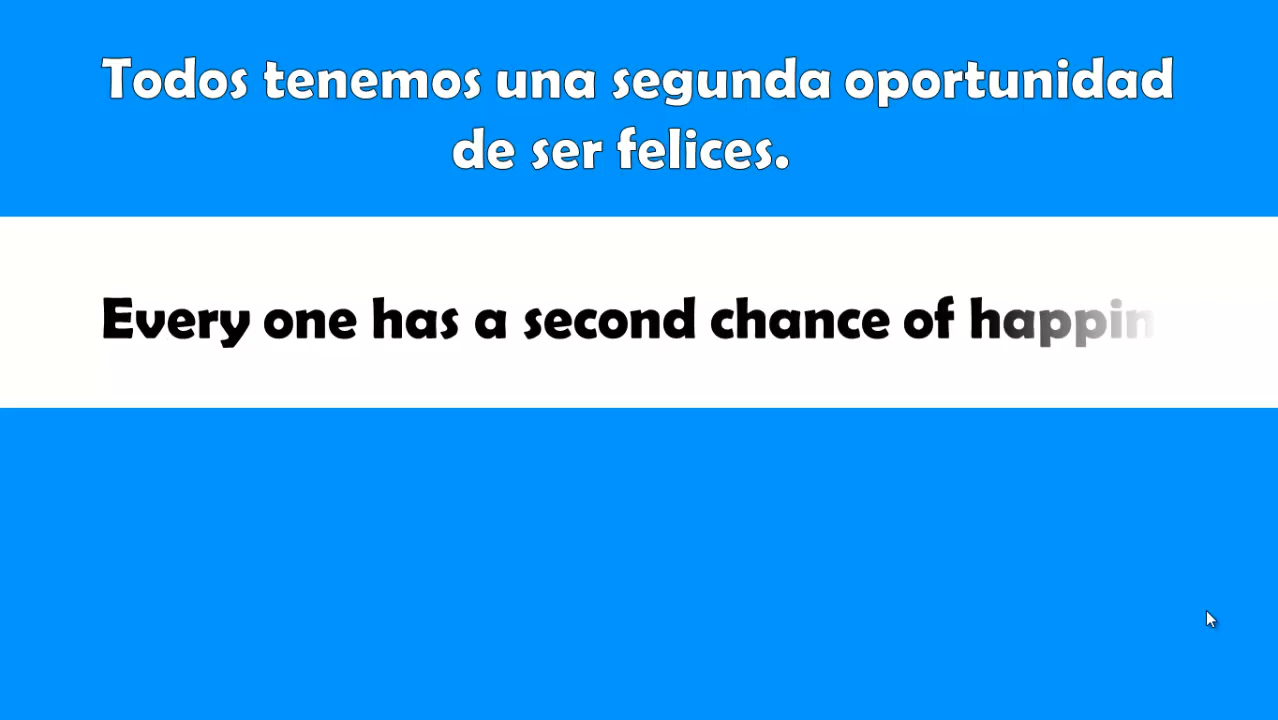 Todos tenemos una segunda oportunidad
de ser felices.
Every one has a second chance of happin